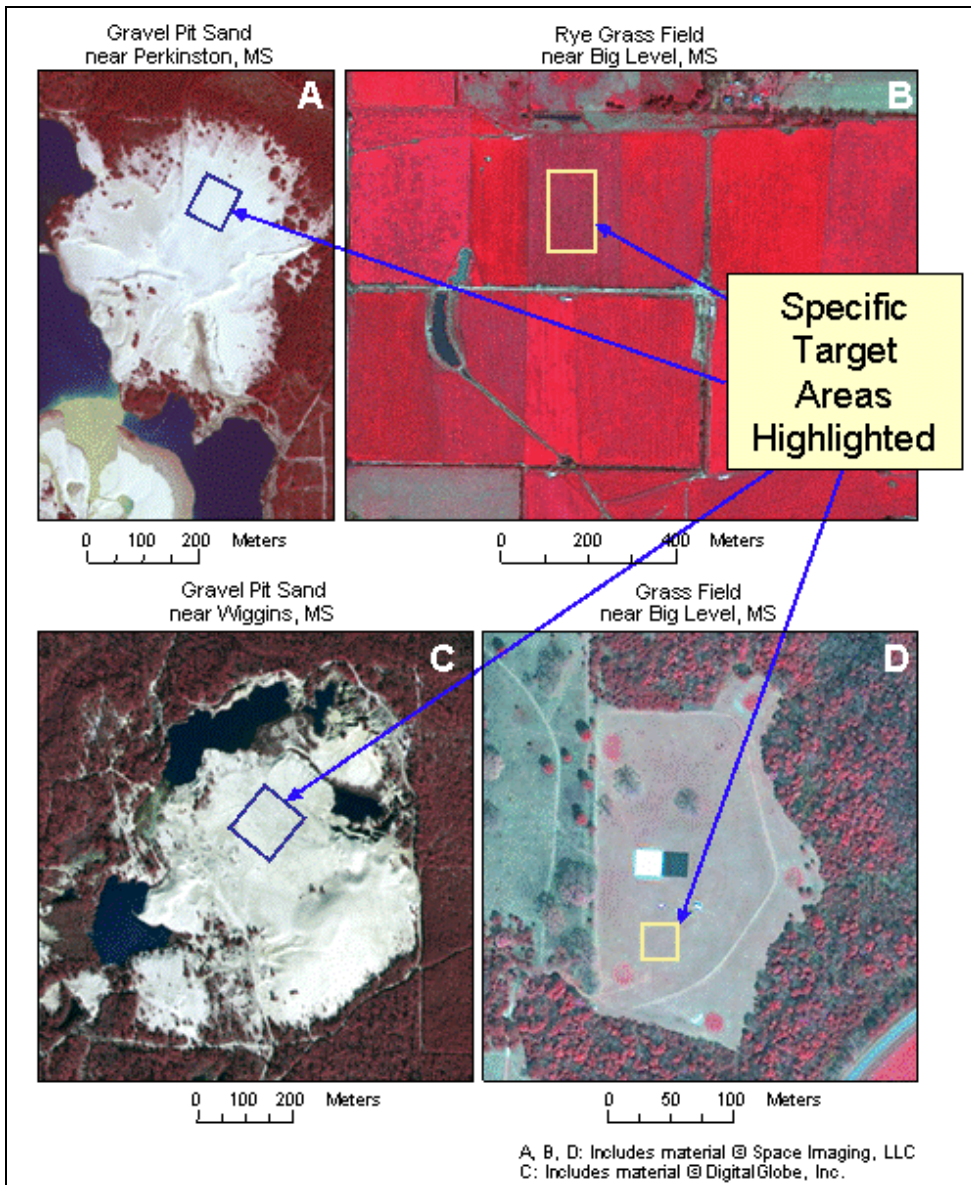 Gravel Pit Sand
near Perkinston, MS
Rye Grass Field
near Big Level, MS
A
B
Specific
Target
Areas
Highlighted
0 100 200 Meters
0 200 400 Meters
Gravel Pit Sand
near Wiggins, MS
Grass Field
near Big Level, MS
C
D
0 100 200 Meters
0 50 100 Meters
A, B, D: Includes material © Space Imaging, LLC
C: Includes material © DigitalGlobe, Inc.